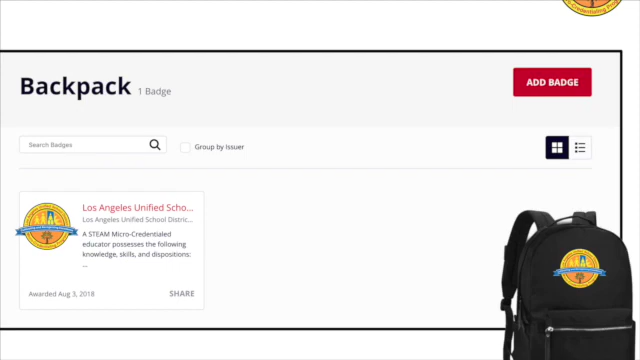 Backpack 1 Badge
ADD BADGE
Search Badges
Group by Issuer
Los Angeles Unified Scho...
Los Angeles Unified School Distric...
A STEAM Micro-Credentialed
educator possesses the following
knowledge, skills, and dispositions:
...
Awarded Aug 3, 2018 SHARE